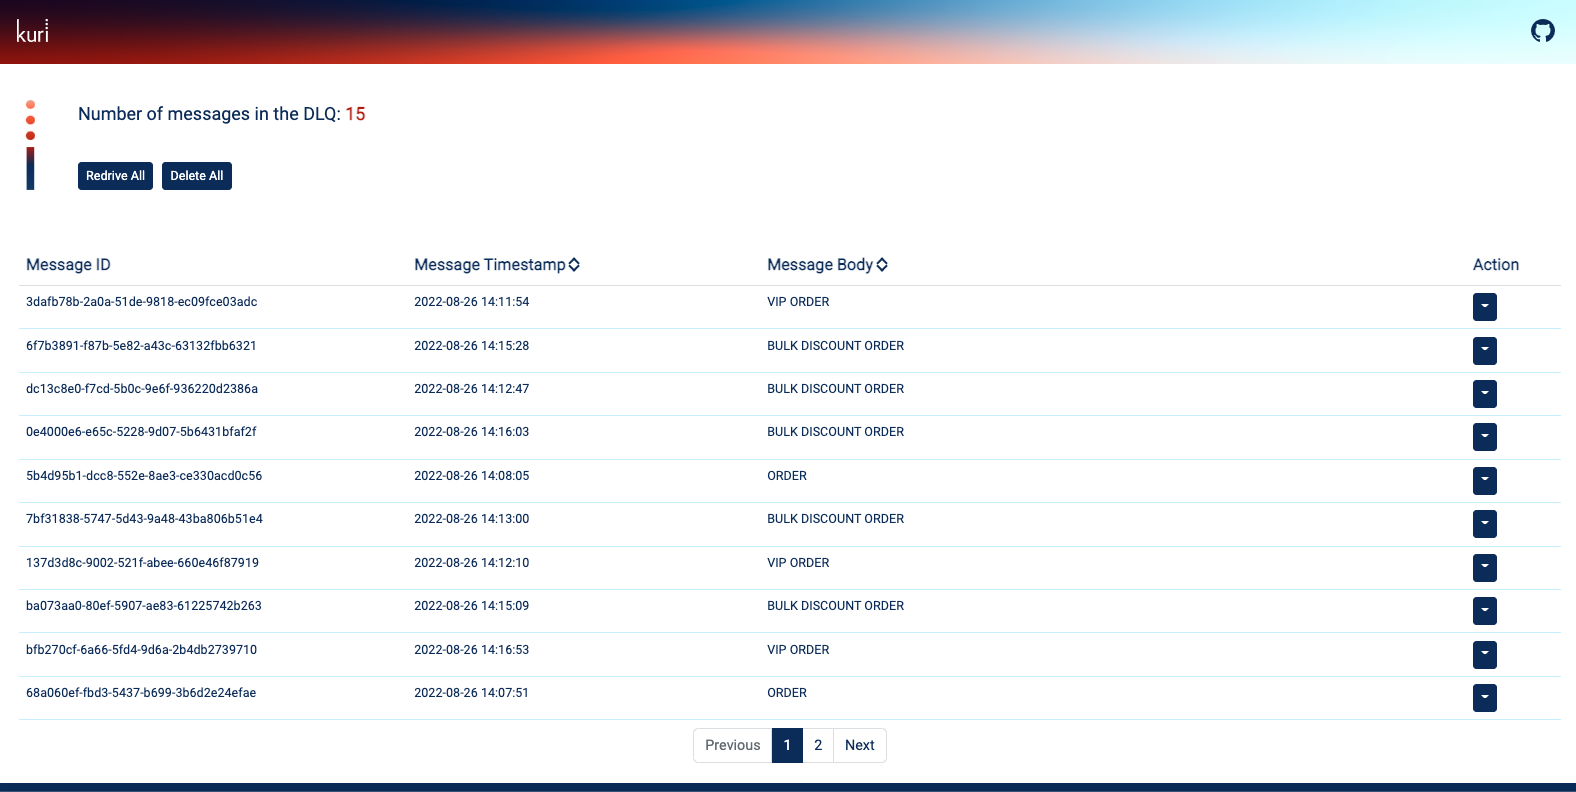 kuri
Number of messages in the DLQ: 15
Redrive All Delete All
Message ID Message Timestamp Message Body Action
3dafb78b-2a0a-51de-9818-ec09fce03adc 2022-08-26 14:11:54 VIP ORDER
6f7b3891-f87b-5e82-a43c-63132fbb6321 2022-08-26 14:15:28 BULK DISCOUNT ORDER
dc13c8e0-f7cd-5b0c-9e6f-936220d2386a 2022-08-26 14:12:47 BULK DISCOUNT ORDER
0e4000e6-e65c-5228-9d07-5b6431bfaf2f 2022-08-26 14:16:03 BULK DISCOUNT ORDER
5b4d95b1-dcc8-552e-8ae3-ce330acd0c56 2022-08-26 14:08:05 ORDER
7bf31838-5747-5d43-9a48-43ba806b51e4 2022-08-26 14:13:00 BULK DISCOUNT ORDER
137d3d8c-9002-521f-abee-660e46f87919 2022-08-26 14:12:10 VIP ORDER
ba073aa0-80ef-5907-ae83-61225742b263 2022-08-26 14:15:09 BULK DISCOUNT ORDER
bfb270cf-6a66-5fd4-9d6a-2b4db2739710 2022-08-26 14:16:53 VIP ORDER
68a060ef-fbd3-5437-b699-3b6d2e24efae 2022-08-26 14:07:51 ORDER
Previous 1 2 Next